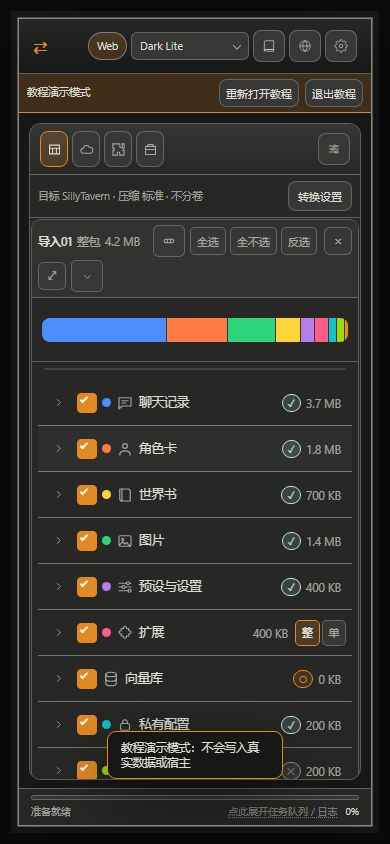 Web
Dark Lite
教程演示模式
重新打开教程
退出教程
目标 SillyTavern · 压缩 标准 · 不分卷
转换设置
导入01 整包 4.2 MB
全选
全不选
反选
聊天记录 3.7 MB
角色卡 1.8 MB
世界书 700 KB
图片 1.4 MB
预设与设置 400 KB
扩展 400 KB 整 单
向量库 0 KB
私有配置 200 KB
教程演示模式：不会写入真
实数据或宿主
200 KB
准备就绪
点此展开任务队列 / 日志 0%